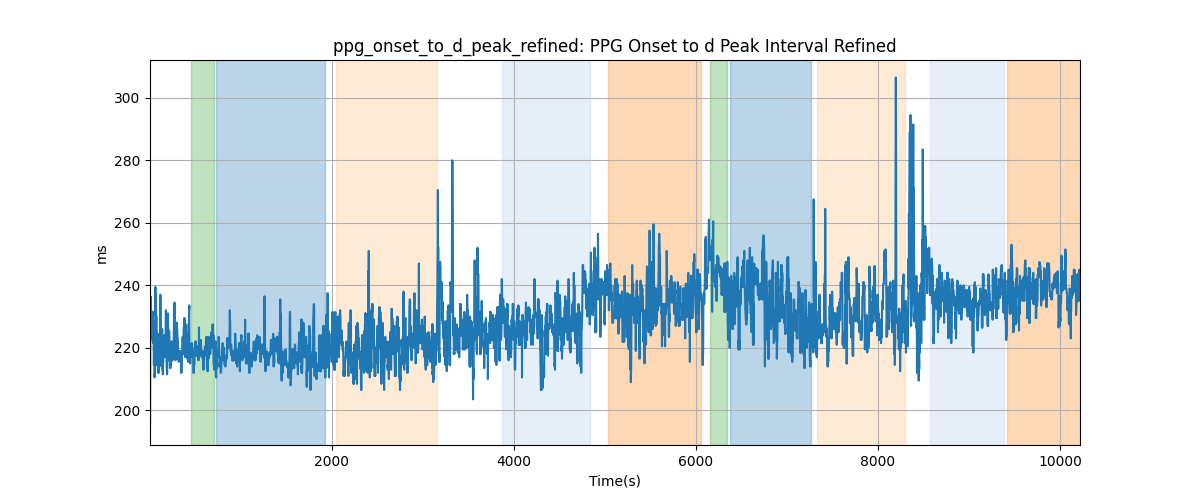 ppg_onset_to_d_peak_refined: PPG Onset to d Peak Interval Refined
300
280
260
240
220
200
ms
2000 4000 6000 8000 10000
Time(s)